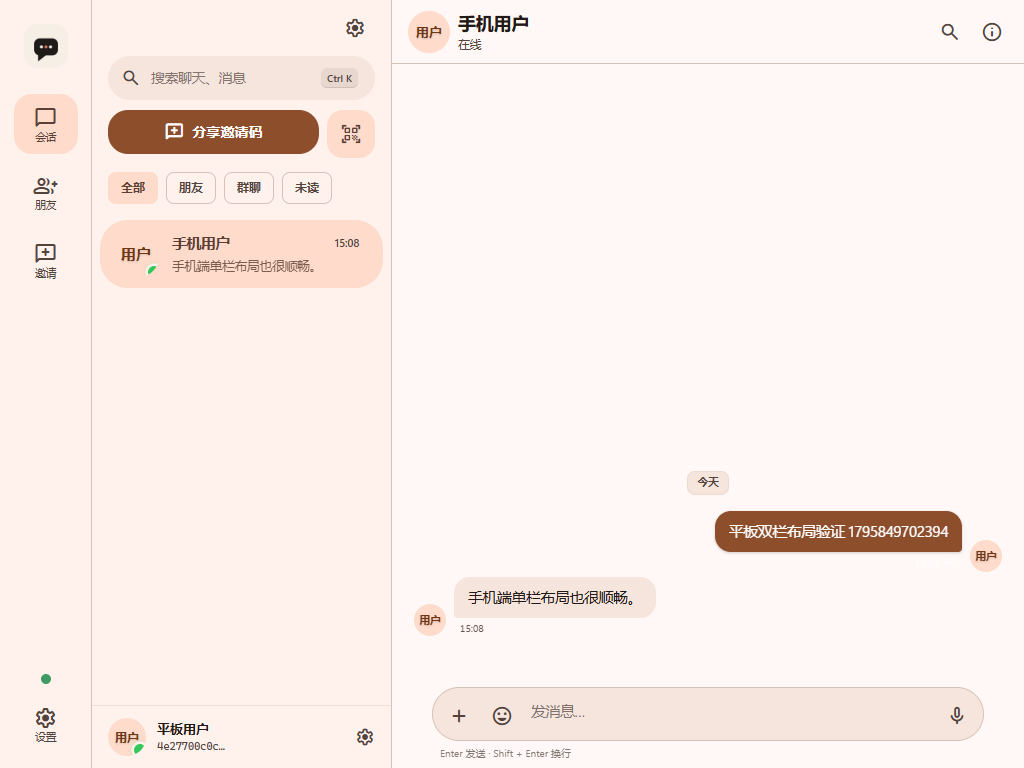 会话
朋友
邀请
设置
搜索聊天、消息
Ctrl K
分享邀请码
全部
朋友
群聊
未读
用户
手机用户
15:08
手机端单栏布局也很顺畅。
用户
平板用户
4e27700c0c…
用户
手机用户
在线
今天
平板双栏布局验证 1795849702394
用户
手机端单栏布局也很顺畅。
用户
15:08
发消息…
Enter 发送 · Shift + Enter 换行